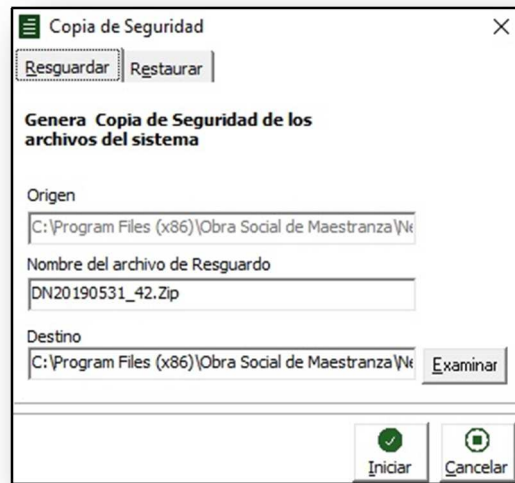 Copia de Seguridad
Resguardar Restaurar
Genera Copia de Seguridad de los
archivos del sistema
Origen
C:\Program Files (x86)\Obra Social de Maestranza\Ne
Nombre del archivo de Resguardo
DN20190531_42.Zip
Destino
C:\Program Files (x86)\Obra Social de Maestranza\Ne Examinar
Iniciar Cancelar